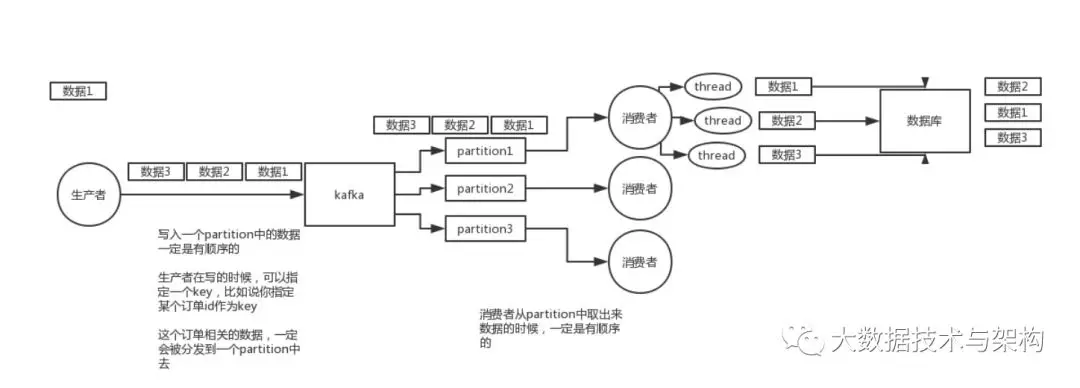 数据1
生产者
数据3 数据2 数据1
kafka
数据3 数据2 数据1
partition1
partition2
partition3
消费者
消费者
消费者
thread
thread
thread
数据1
数据2
数据3
数据库
数据2
数据1
数据3
写入一个partition中的数据
一定是有顺序的
生产者在写的时候，可以指
定一个key，比如说你指定
某个订单id作为key
这个订单相关的数据，一定
会被分发到一个partition中
去
消费者从partition中取出来
数据的时候，一定是有顺序
的
大数据技术与架构